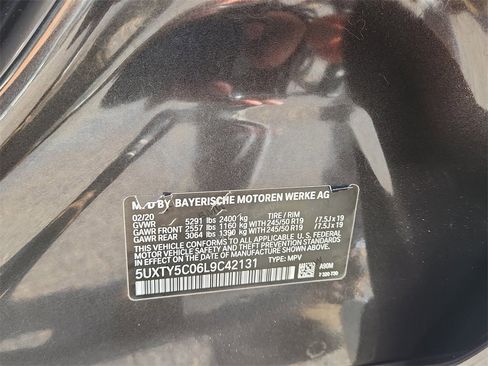 MFD BY BAYERISCHE MOTOREN WERKE AG
02/20
GVWR 5291 lbs 2400 kg TIRE / RIM
GAWR FRONT 2557 lbs 1160 kg WITH 245/50 R19 /7.5J x 19
GAWR REAR 3064 lbs 1390 kg WITH 245/50 R19 /7.5J x 19
THIS VEHICLE CONFORMS TO ALL APPLICABLE
U.S. FEDERAL MOTOR VEHICLE SAFETY STANDARDS
IN EFFECT ON THE DATE OF MANUFACTURE SHOWN ABOVE.
5UXTY5C06L9C42131 TYPE: MPV
A90M